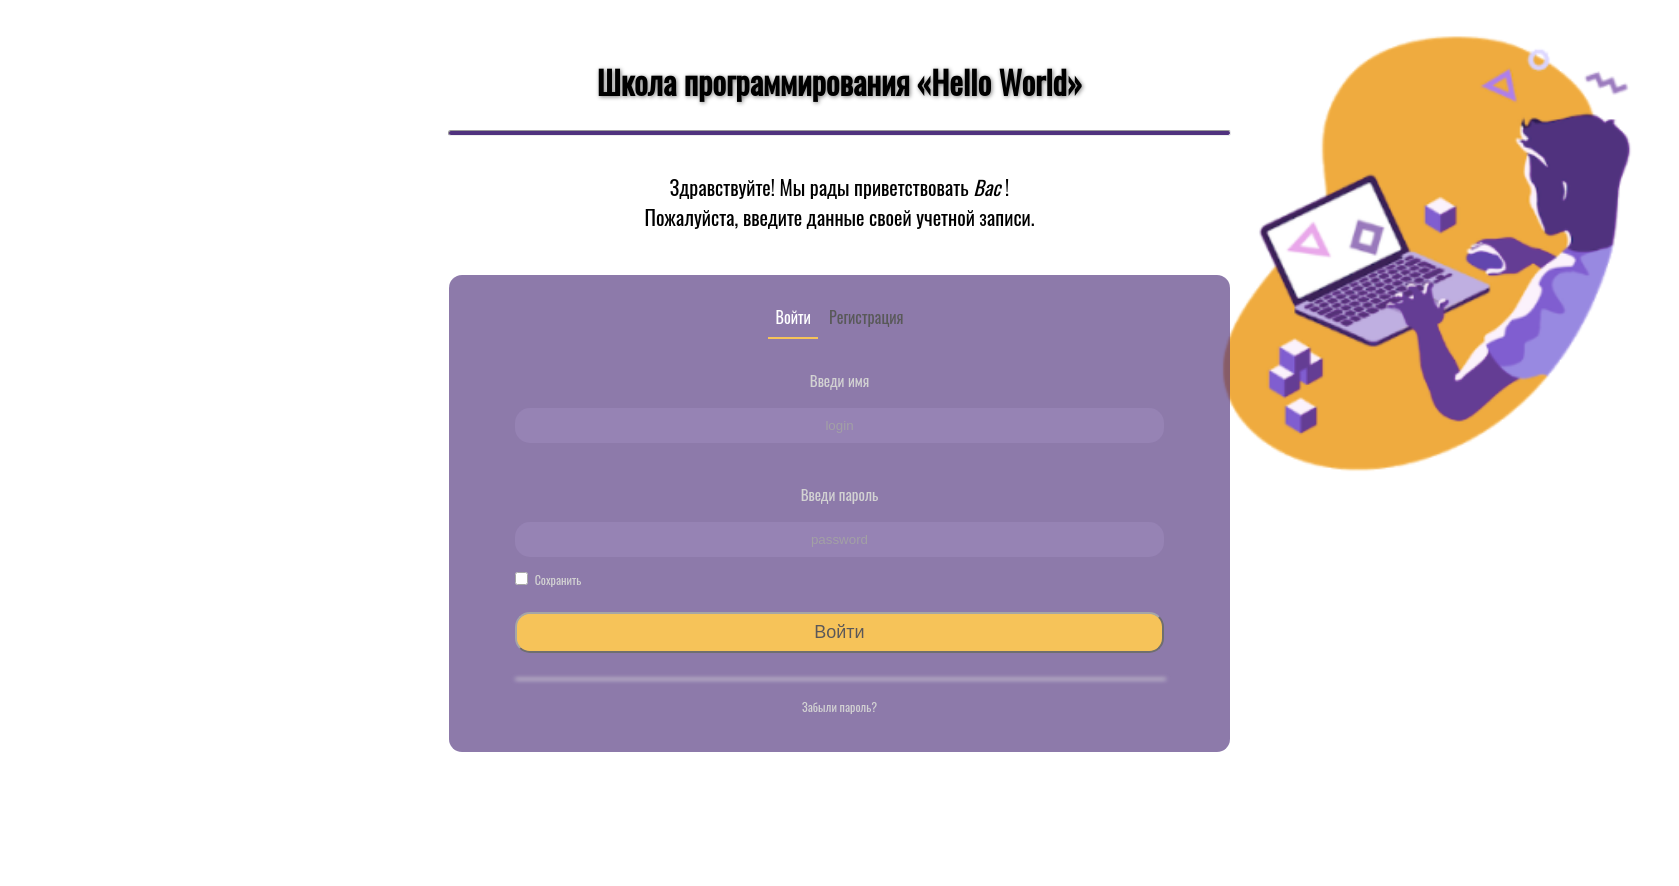 Школа программирования «Hello World»
Здравствуйте! Мы рады приветствовать Вас !
Пожалуйста, введите данные своей учетной записи.
Войти Регистрация
Введи имя
login
Введи пароль
password
Сохранить
Войти
Забыли пароль?